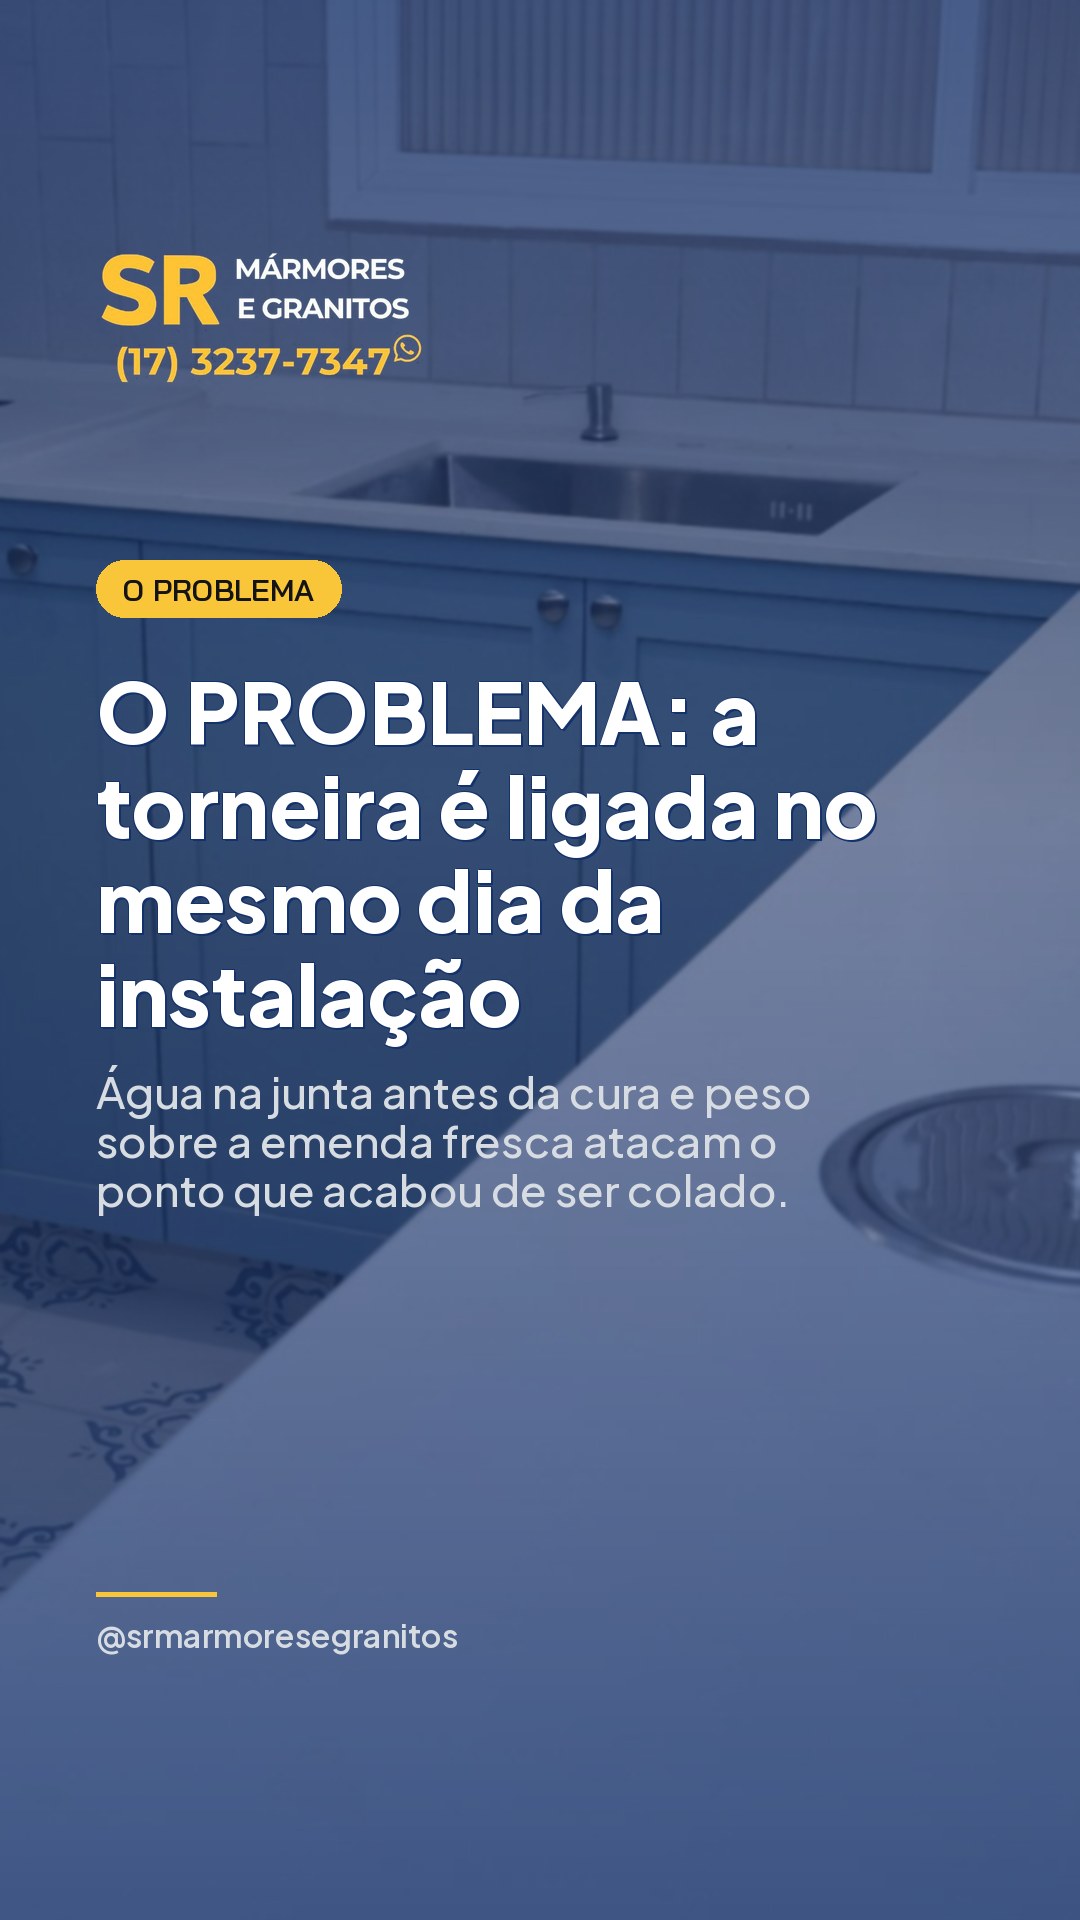 SR MÁRMORES
E GRANITOS
(17) 3237-7347
O PROBLEMA
O PROBLEMA: a
torneira é ligada no
mesmo dia da
instalação
Água na junta antes da cura e peso
sobre a emenda fresca atacam o
ponto que acabou de ser colado.
@srmarmoresegranitos